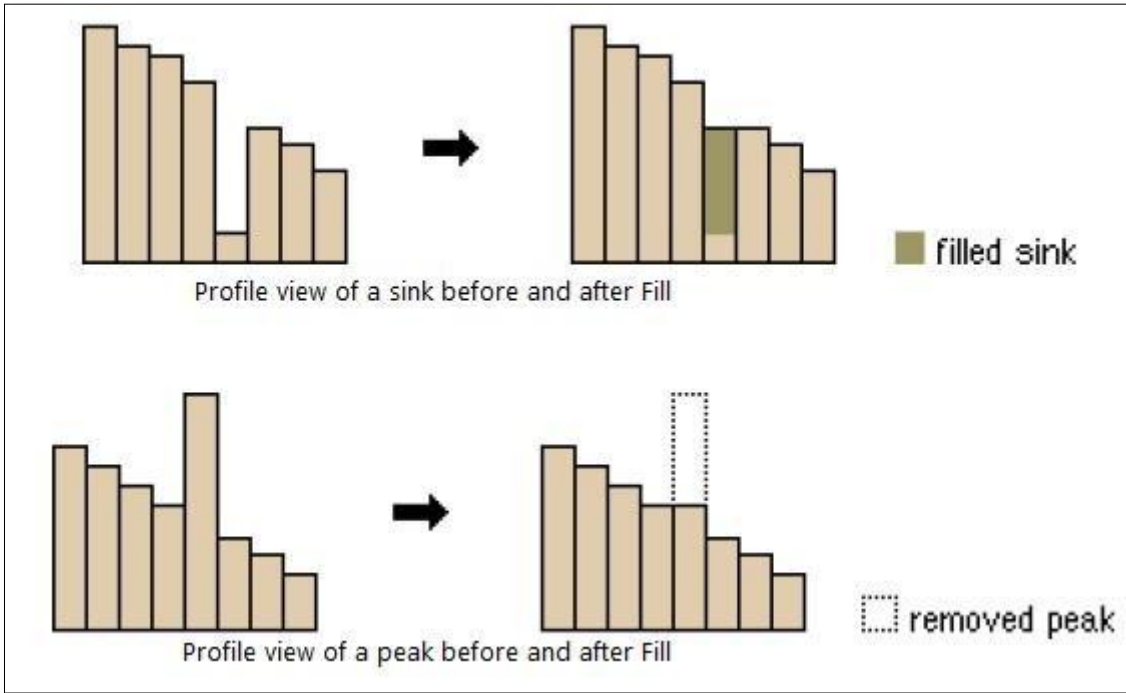 filled sink
Profile view of a sink before and after Fill
removed peak
Profile view of a peak before and after Fill